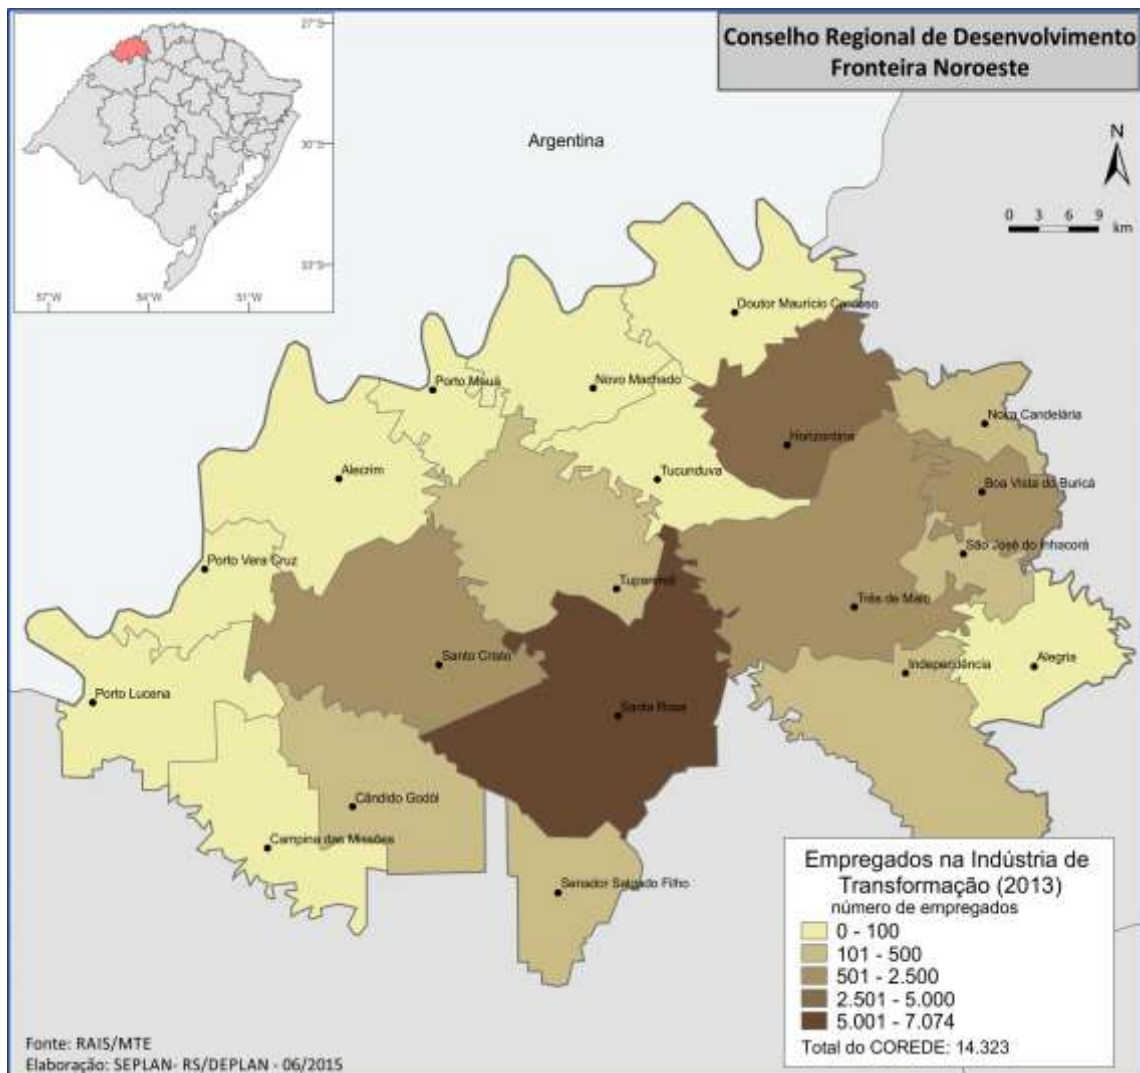 Conselho Regional de Desenvolvimento
Fronteira Noroeste
27°S
30°S
33°S
57°W
54°W
51°W
Argentina
N
0 3 6 9
km
Doutor Maurício Cardoso
Porto Mauá
Novo Machado
Nova Candelária
Horizontina
Alecrim
Tucunduva
Boa Vista do Buricá
São José do Inhacorá
Porto Vera Cruz
Tuparendi
Três de Maio
Santo Cristo
Independência
Alegria
Porto Lucena
Santa Rosa
Cândido Godói
Campina das Missões
Senador Salgado Filho
Empregados na Indústria de
Transformação (2013)
número de empregados
0 - 100
101 - 500
501 - 2.500
2.501 - 5.000
5.001 - 7.074
Total do COREDE: 14.323
Fonte: RAIS/MTE
Elaboração: SEPLAN- RS/DEPLAN - 06/2015